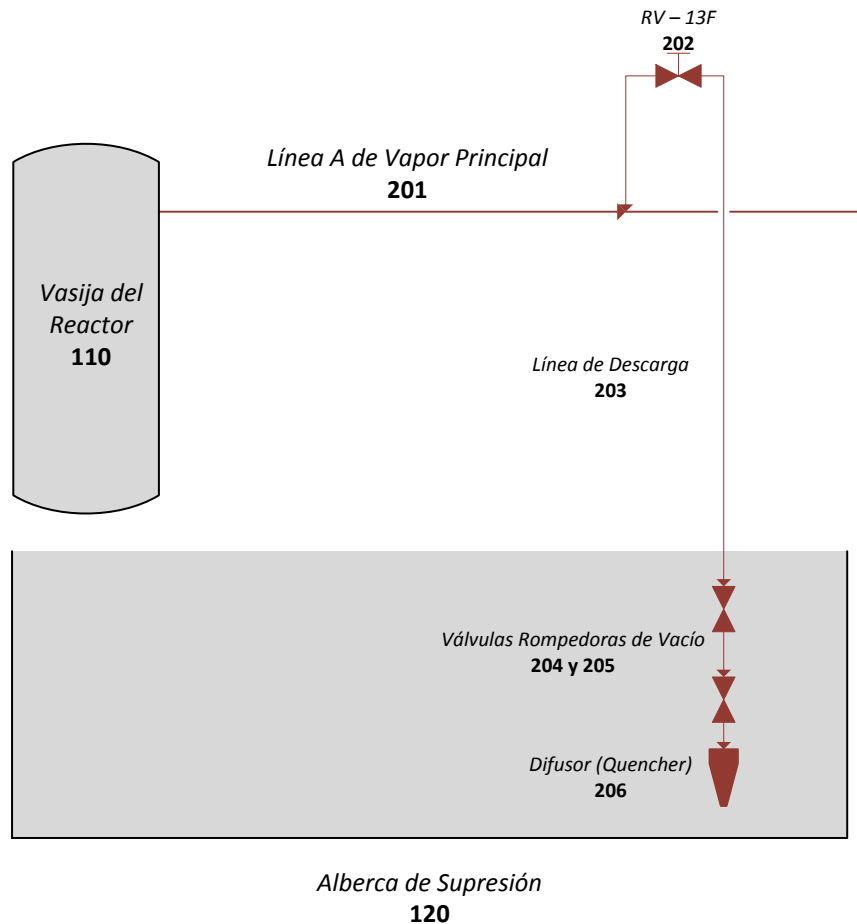 RV – 13F
202
Línea A de Vapor Principal
201
Vasija del
Reactor
110
Línea de Descarga
203
Válvulas Rompedoras de Vacío
204 y 205
Difusor (Quencher)
206
Alberca de Supresión
120